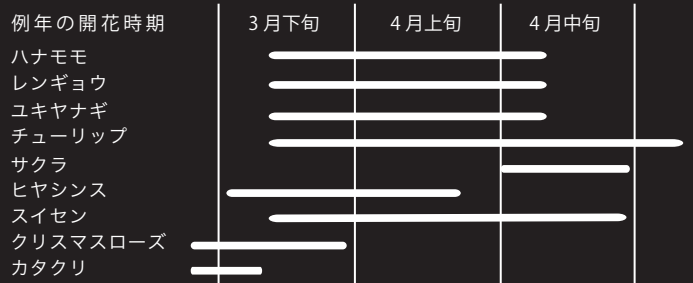 例年の開花時期 3月下旬 4月上旬 4月中旬
ハナモモ
レンギョウ
ユキヤナギ
チューリップ
サクラ
ヒヤシンス
スイセン
クリスマスローズ
カタクリ